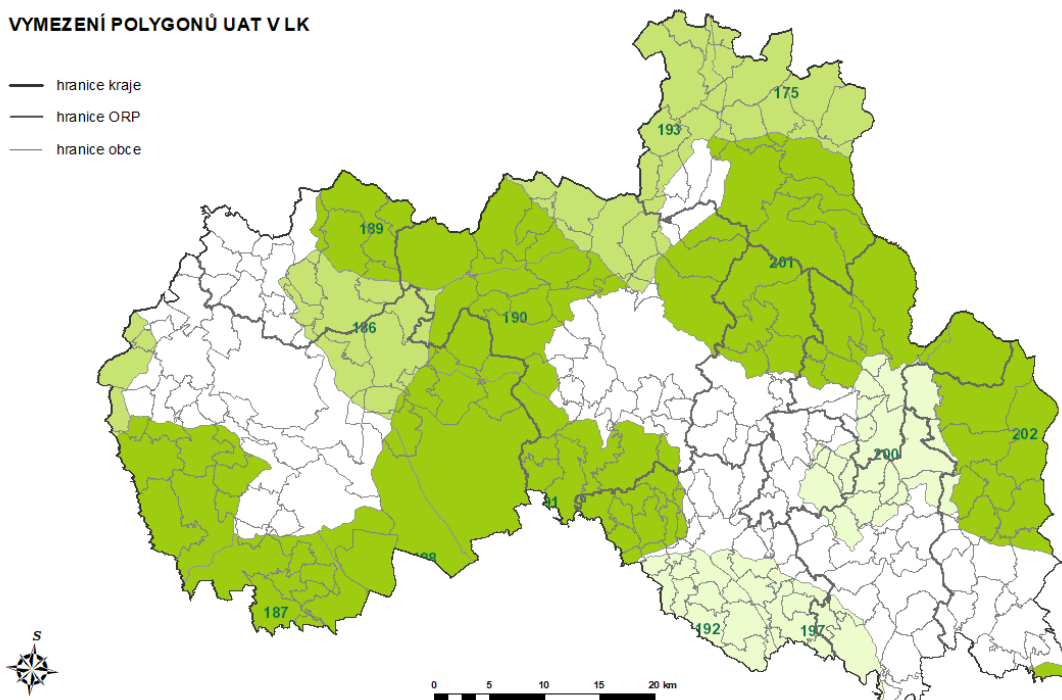 VYMEZENÍ POLYGONŮ UAT V LK
hranice kraje
hranice ORP
hranice obce
175
193
189
201
186
190
202
200
187
192
197
S
0 5 10 15 20 km